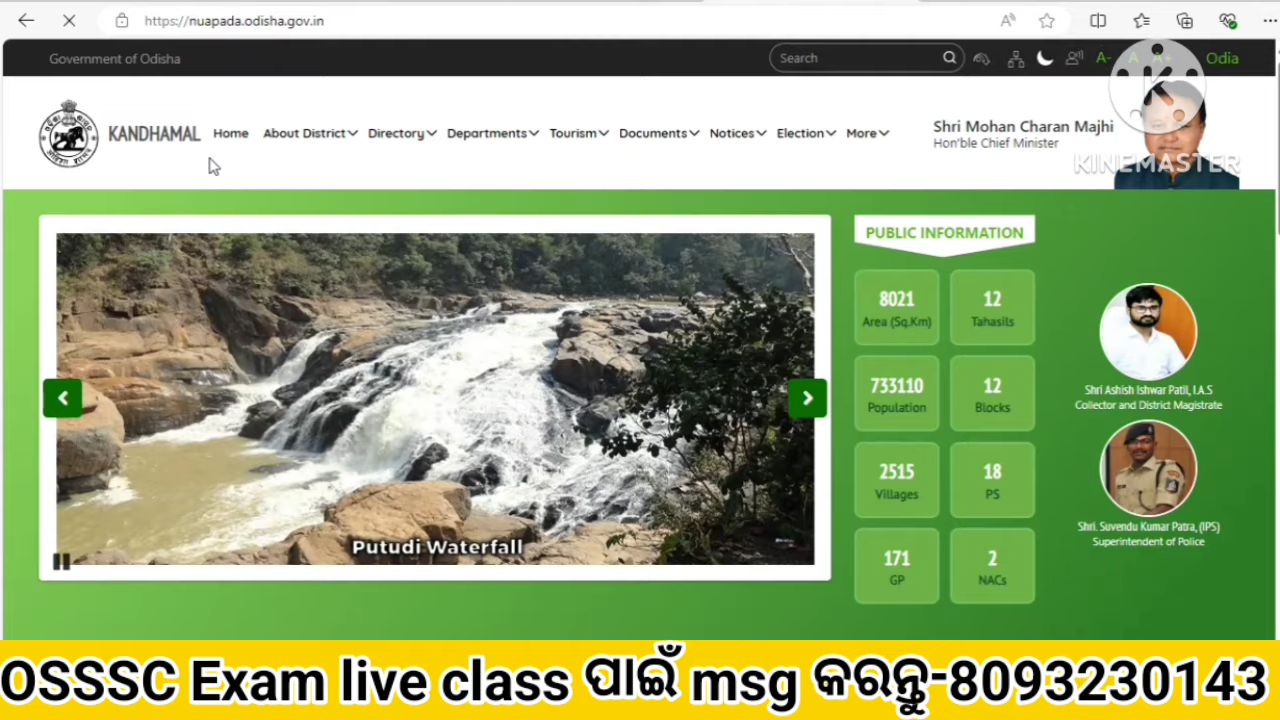 https://nuapada.odisha.gov.in
Government of Odisha
Search
A-
A
A+
Odia
KANDHAMAL
Home
About District
Directory
Departments
Tourism
Documents
Notices
Election
More
Shri Mohan Charan Majhi
Hon'ble Chief Minister
KINEMASTER
PUBLIC INFORMATION
8021
Area (Sq.Km)
12
Tahasils
733110
Population
12
Blocks
2515
Villages
18
PS
171
GP
2
NACs
Shri Ashish Ishwar Patil, I.A.S
Collector and District Magistrate
Shri. Suvendu Kumar Patra, (IPS)
Superintendent of Police
Putudi Waterfall
OSSSC Exam live class ପାଇଁ msg କରନ୍ତୁ-8093230143